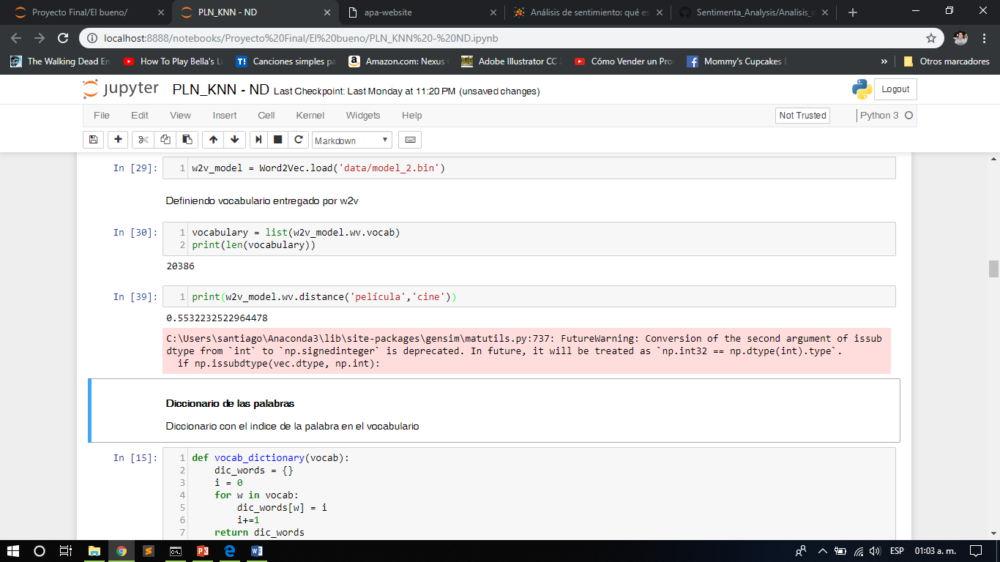 Proyecto Final/El bueno/
PLN_KNN - ND
apa-website
Análisis de sentimiento: qué es
Sentimenta_Analysis/Analisis_d
localhost:8888/notebooks/Proyecto%20Final/El%20bueno/PLN_KNN%20-%20ND.ipynb
The Walking Dead En
How To Play Bella's Lu
T!
Canciones simples pa
Amazon.com: Nexus
Adobe Illustrator CC
Cómo Vender un Pro
Mommy's Cupcakes
»
Otros marcadores
jupyter
PLN_KNN - ND Last Checkpoint: Last Monday at 11:20 PM (unsaved changes)
Logout
File Edit View Insert Cell Kernel Widgets Help
Not Trusted
Python 3
Markdown
In [29]:
1 w2v_model = Word2Vec.load('data/model_2.bin')
Definiendo vocabulario entregado por w2v
In [30]:
1 vocabulary = list(w2v_model.wv.vocab)
2 print(len(vocabulary))
20386
In [39]:
1 print(w2v_model.wv.distance('película','cine'))
0.5532232522964478
C:\Users\santiago\Anaconda3\lib\site-packages\gensim\matutils.py:737: FutureWarning: Conversion of the second argument of issub
dtype from `int` to `np.signedinteger` is deprecated. In future, it will be treated as `np.int32 == np.dtype(int).type`.
if np.issubdtype(vec.dtype, np.int):
Diccionario de las palabras
Diccionario con el indice de la palabra en el vocabulario
In [15]:
1 def vocab_dictionary(vocab):
2 dic_words = {}
3 i = 0
4 for w in vocab:
5 dic_words[w] = i
6 i+=1
7 return dic_words
ESP
01:03 a. m.